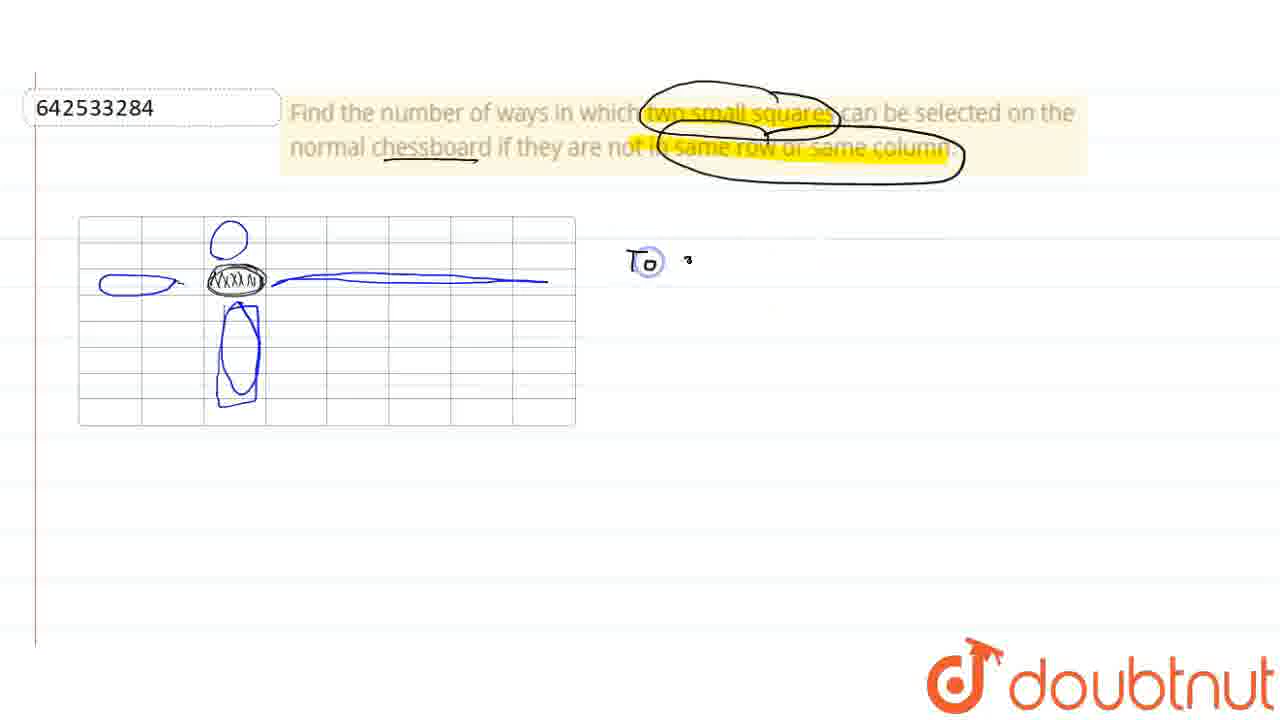 642533284
Find the number of ways in which two small squares can be selected on the
normal chessboard if they are not in same row or same column.
To
doubtnut